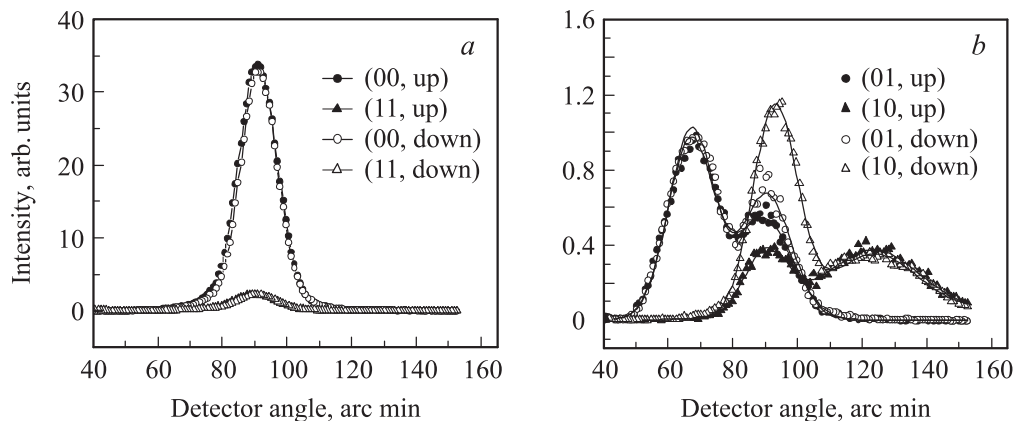 40
30
20
10
0
Intensity, arb. units
a
(00, up)
(11, up)
(00, down)
(11, down)
40 60 80 100 120 140 160
Detector angle, arc min
1.6
1.2
0.8
0.4
0
b
(01, up)
(10, up)
(01, down)
(10, down)
40 60 80 100 120 140 160
Detector angle, arc min